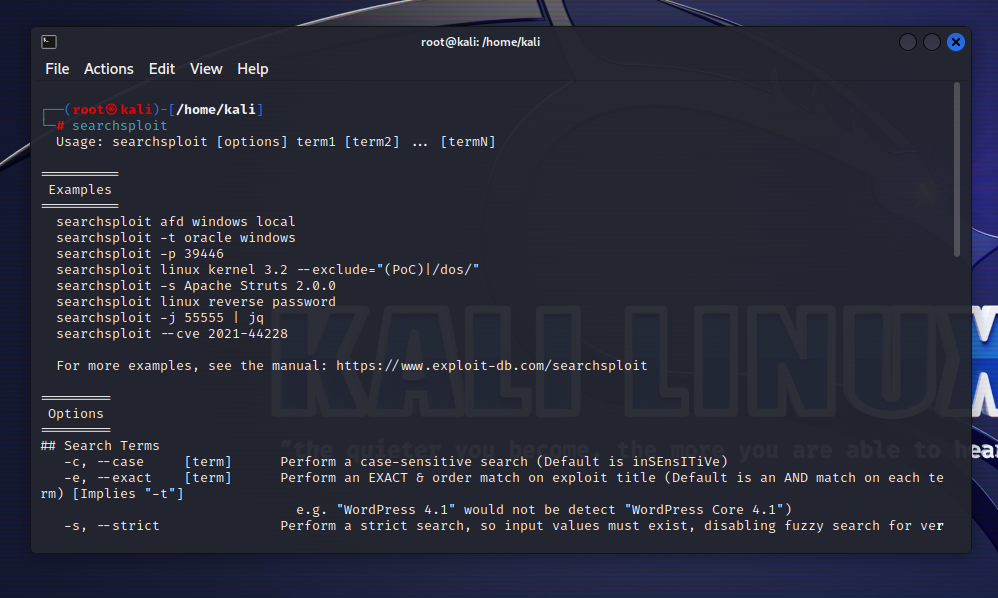 root@kali: /home/kali
File Actions Edit View Help
┌──(root㉿kali)-[/home/kali]
└─# searchsploit
Usage: searchsploit [options] term1 [term2] ... [termN]
==========
Examples
==========
searchsploit afd windows local
searchsploit -t oracle windows
searchsploit -p 39446
searchsploit linux kernel 3.2 --exclude="(PoC)|/dos/"
searchsploit -s Apache Struts 2.0.0
searchsploit linux reverse password
searchsploit -j 55555 | jq
searchsploit --cve 2021-44228
For more examples, see the manual: https://www.exploit-db.com/searchsploit
=========
Options
=========
## Search Terms
-c, --case [term] Perform a case-sensitive search (Default is inSEnsITiVe)
-e, --exact [term] Perform an EXACT & order match on exploit title (Default is an AND match on each te
rm) [Implies "-t"]
e.g. "WordPress 4.1" would not be detect "WordPress Core 4.1")
-s, --strict Perform a strict search, so input values must exist, disabling fuzzy search for ver
KALI LINUX
"the quieter you become, the more you are able to hear